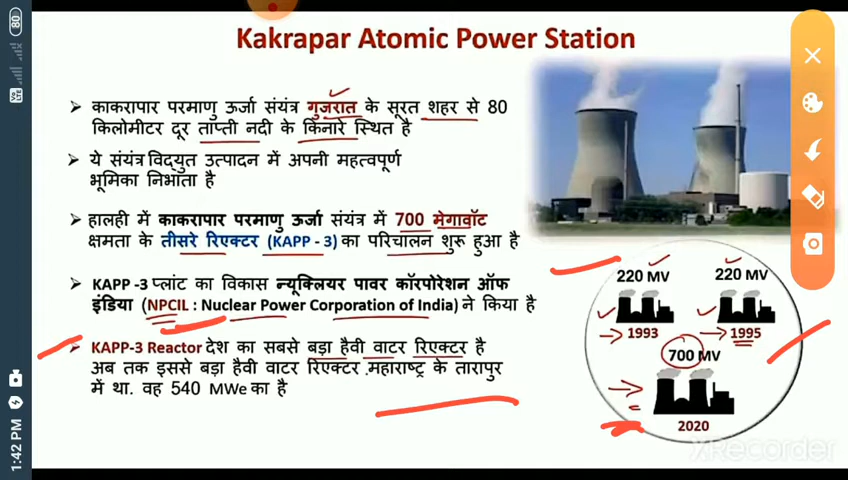 Kakrapar Atomic Power Station
काकरापार परमाणु ऊर्जा संयंत्र गुजरात के सूरत शहर से 80
किलोमीटर दूर ताप्ती नदी के किनारे स्थित है
ये संयंत्र विद्युत उत्पादन में अपनी महत्वपूर्ण
भूमिका निभाता है
हालही में काकरापार परमाणु ऊर्जा संयंत्र में 700 मेगावॉट
क्षमता के तीसरे रिएक्टर (KAPP - 3) का परिचालन शुरू हुआ है
KAPP -3 प्लांट का विकास न्यूक्लियर पावर कॉरपोरेशन ऑफ
इंडिया (NPCIL : Nuclear Power Corporation of India) ने किया है
KAPP-3 Reactor देश का सबसे बड़ा हैवी वाटर रिएक्टर है
अब तक इससे बड़ा हैवी वाटर रिएक्टर .महाराष्ट्र के तारापुर
में था. वह 540 MWe का है
220 MV
220 MV
1993
1995
700 MV
2020
XRecorder
80
1:42 PM